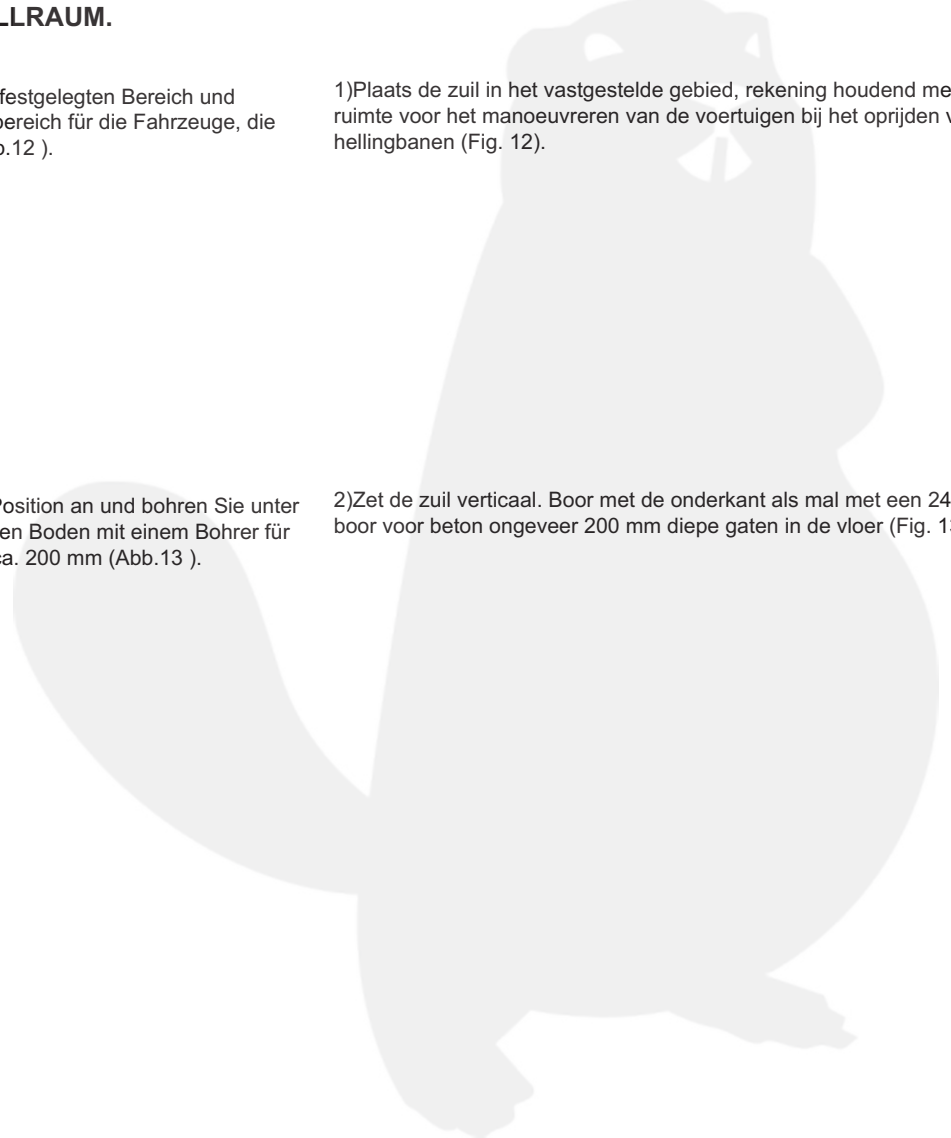 LLRAUM.
festgelegten Bereich und
bereich für die Fahrzeuge, die
b.12 ).
1)Plaats de zuil in het vastgestelde gebied, rekening houdend me
ruimte voor het manoeuvreren van de voertuigen bij het oprijden v
hellingbanen (Fig. 12).
Position an und bohren Sie unter
en Boden mit einem Bohrer für
ca. 200 mm (Abb.13 ).
2)Zet de zuil verticaal. Boor met de onderkant als mal met een 24
boor voor beton ongeveer 200 mm diepe gaten in de vloer (Fig. 13